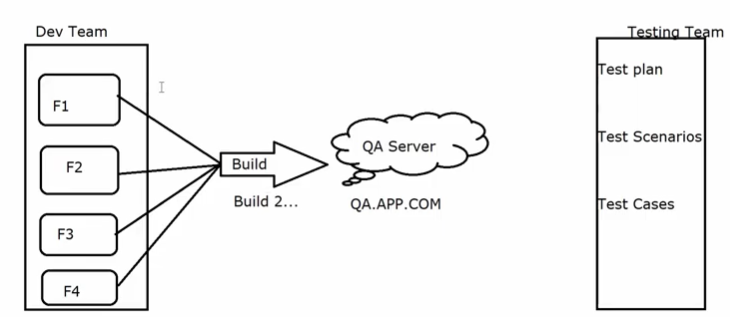 Dev Team
F1
F2
F3
F4
Build
Build 2...
QA Server
QA.APP.COM
Testing Team
Test plan
Test Scenarios
Test Cases